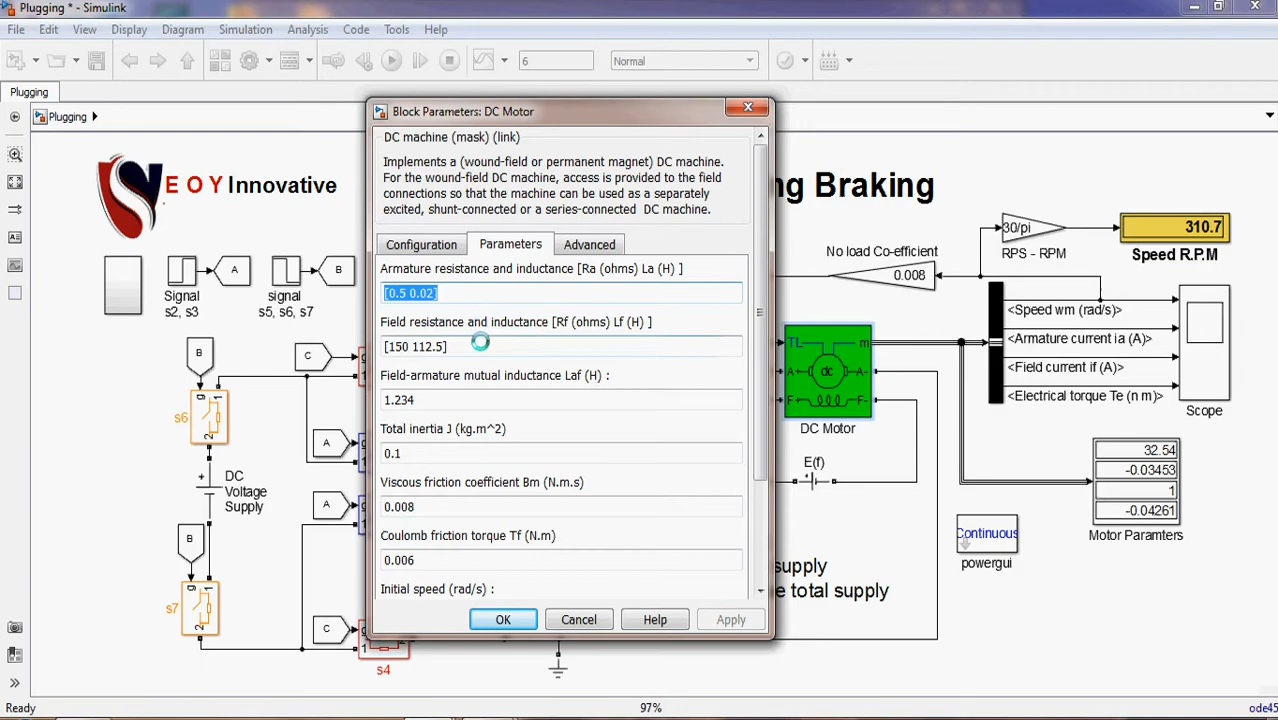 Plugging * - Simulink
File Edit View Display Diagram Simulation Analysis Code Tools Help
6
Normal
Plugging
Plugging
Block Parameters: DC Motor
DC machine (mask) (link)
Implements a (wound-field or permanent magnet) DC machine.
For the wound-field DC machine, access is provided to the field
connections so that the machine can be used as a separately
excited, shunt-connected or a series-connected DC machine.
Configuration Parameters Advanced
Armature resistance and inductance [Ra (ohms) La (H) ]
[0.5 0.02]
Field resistance and inductance [Rf (ohms) Lf (H) ]
[150 112.5]
Field-armature mutual inductance Laf (H) :
1.234
Total inertia J (kg.m^2)
0.1
Viscous friction coefficient Bm (N.m.s)
0.008
Coulomb friction torque Tf (N.m)
0.006
Initial speed (rad/s) :
OK Cancel Help Apply
E O Y Innovative
ng Braking
Signal
s2, s3
A
signal
s5, s6, s7
B
B
C
g
1
2
s6
g
A
+
DC
Voltage
Supply
A
B
g
1
2
s7
C
g
1
s4
No load Co-efficient
0.008
30/pi
RPS - RPM
310.7
Speed R.P.M
TL m
A dc A-
F F-
DC Motor
<Speed wm (rad/s)>
<Armature current ia (A)>
<Field current if (A)>
<Electrical torque Te (n m)>
Scope
E(f)
+
32.54
-0.03453
1
-0.04261
Motor Paramters
Continuous
powergui
supply
e total supply
Ready
97%
ode45